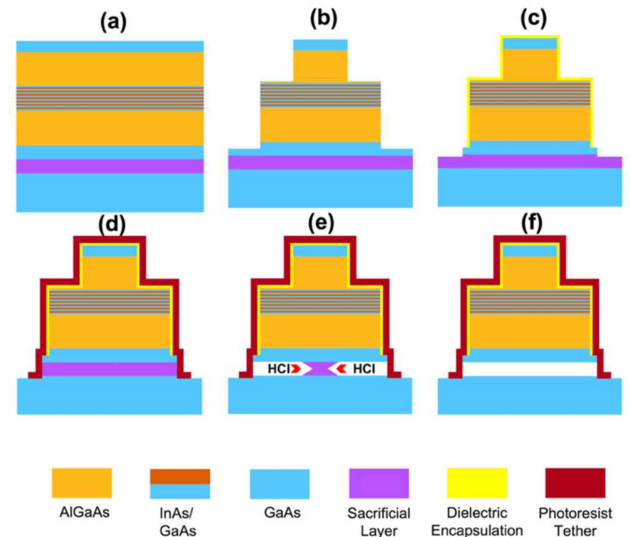 (a)
(b)
(c)
(d)
(e)
(f)
HCl
HCl
AlGaAs
InAs/
GaAs
GaAs
Sacrificial
Layer
Dielectric
Encapsulation
Photoresist
Tether